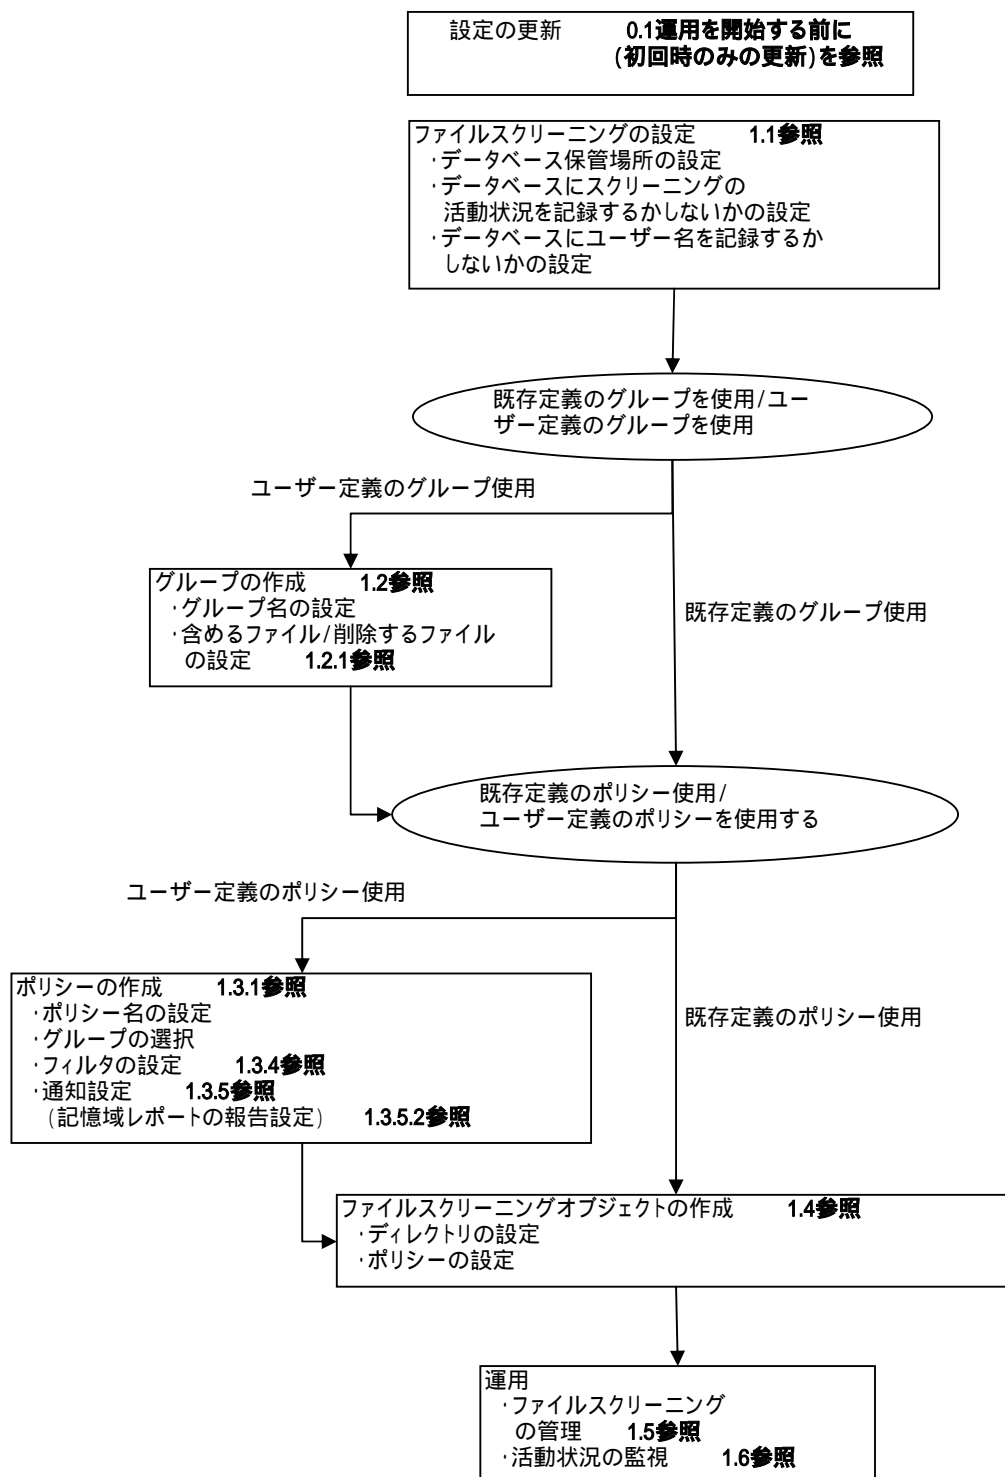 設定の更新 0.1運用を開始する前に
(初回時のみの更新)を参照
ファイルスクリーニングの設定 1.1参照
・データベース保管場所の設定
・データベースにスクリーニングの
活動状況を記録するかしないかの設定
・データベースにユーザー名を記録するか
しないかの設定
既存定義のグループを使用/ユー
ザー定義のグループを使用
ユーザー定義のグループ使用
グループの作成 1.2参照
・グループ名の設定
・含めるファイル/削除するファイル
の設定 1.2.1参照
既存定義のグループ使用
既存定義のポリシー使用/
ユーザー定義のポリシーを使用する
ユーザー定義のポリシー使用
ポリシーの作成 1.3.1参照
・ポリシー名の設定
・グループの選択
・フィルタの設定 1.3.4参照
・通知設定 1.3.5参照
(記憶域レポートの報告設定) 1.3.5.2参照
既存定義のポリシー使用
ファイルスクリーニングオブジェクトの作成 1.4参照
・ディレクトリの設定
・ポリシーの設定
運用
・ファイルスクリーニング
の管理 1.5参照
・活動状況の監視 1.6参照